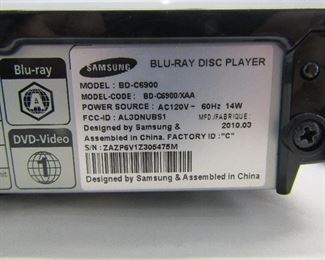 Blu-ray
A
DVD-Video
1
SAMSUNG BLU-RAY DISC PLAYER
MODEL : BD-C6900
MODEL-CODE : BD-C6900/XAA
POWER SOURCE : AC120V ~ 60Hz 14W
FCC-ID : AL3DNUBS1 MFD./FABRIQUE :
Designed by Samsung & 2010.03
Assembled in China. FACTORY ID :"C"
S/N : ZAZP6V1Z305475M
Designed by Samsung & Assembled in China